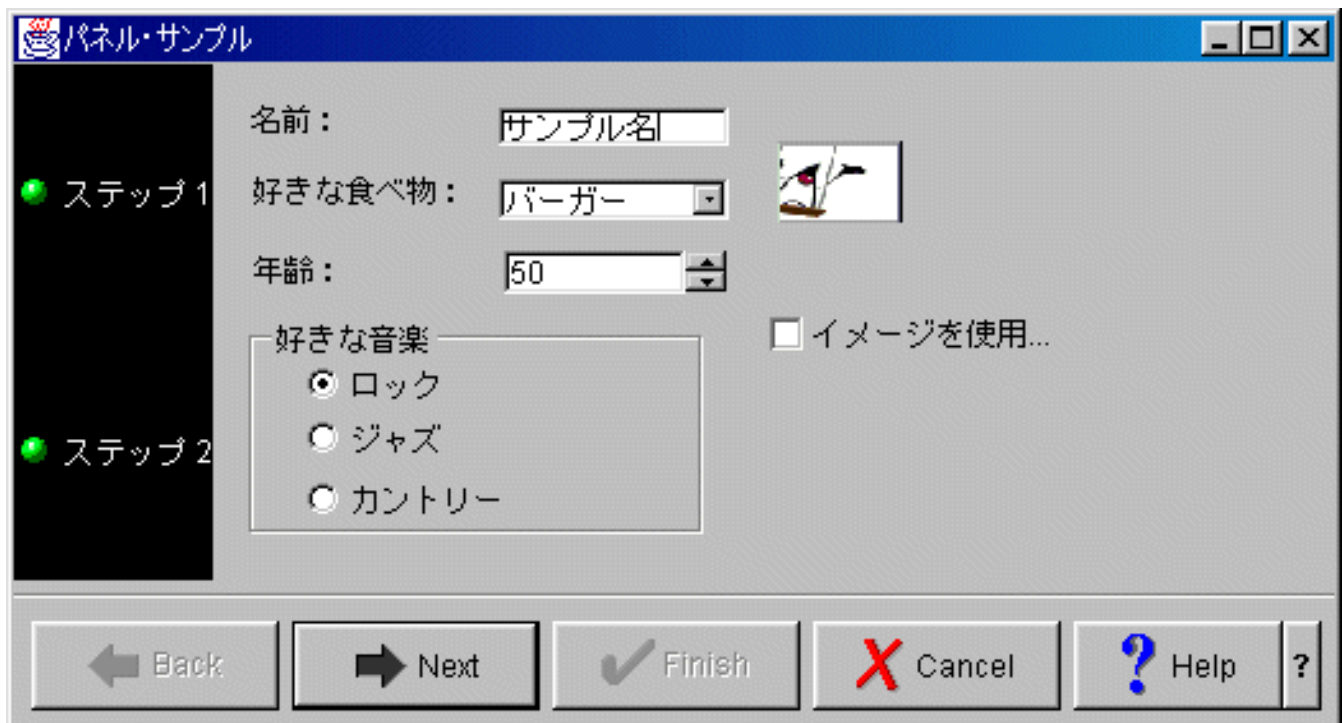 パネル・サンプル
名前：
サンプル名
ステップ 1
好きな食べ物：
バーガー
年齢：
50
好きな音楽
イメージを使用...
ロック
ジャズ
ステップ 2
カントリー
Back
Next
Finish
Cancel
? Help
?